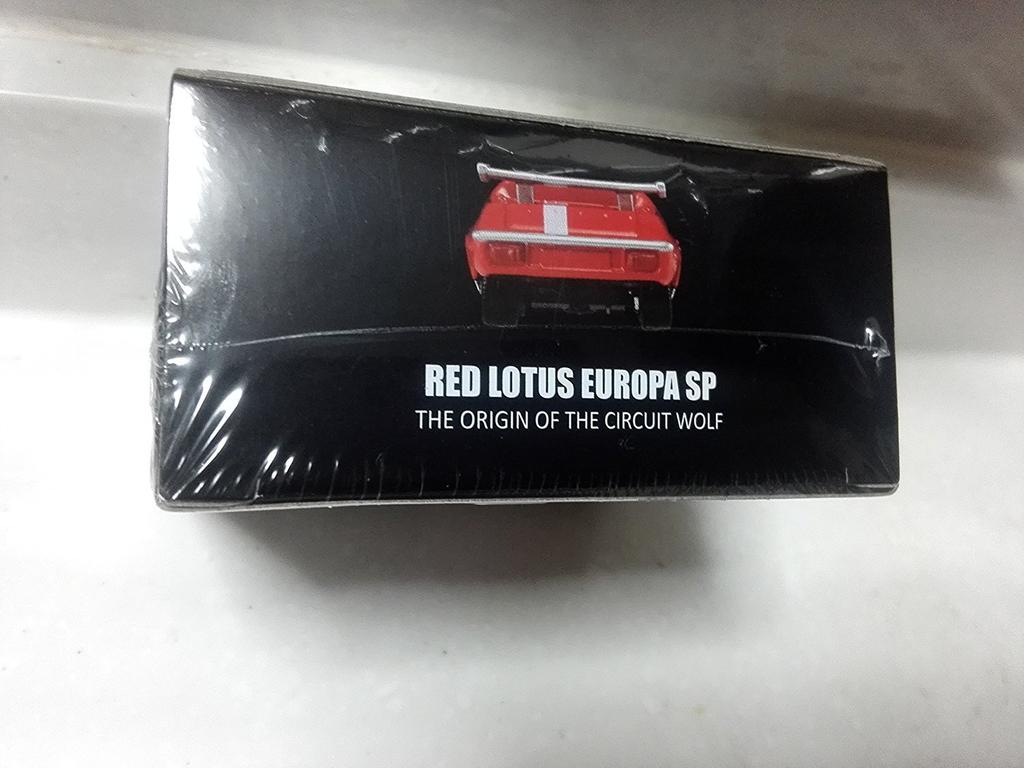 RED LOTUS EUROPA SP
THE ORIGIN OF THE CIRCUIT WOLF